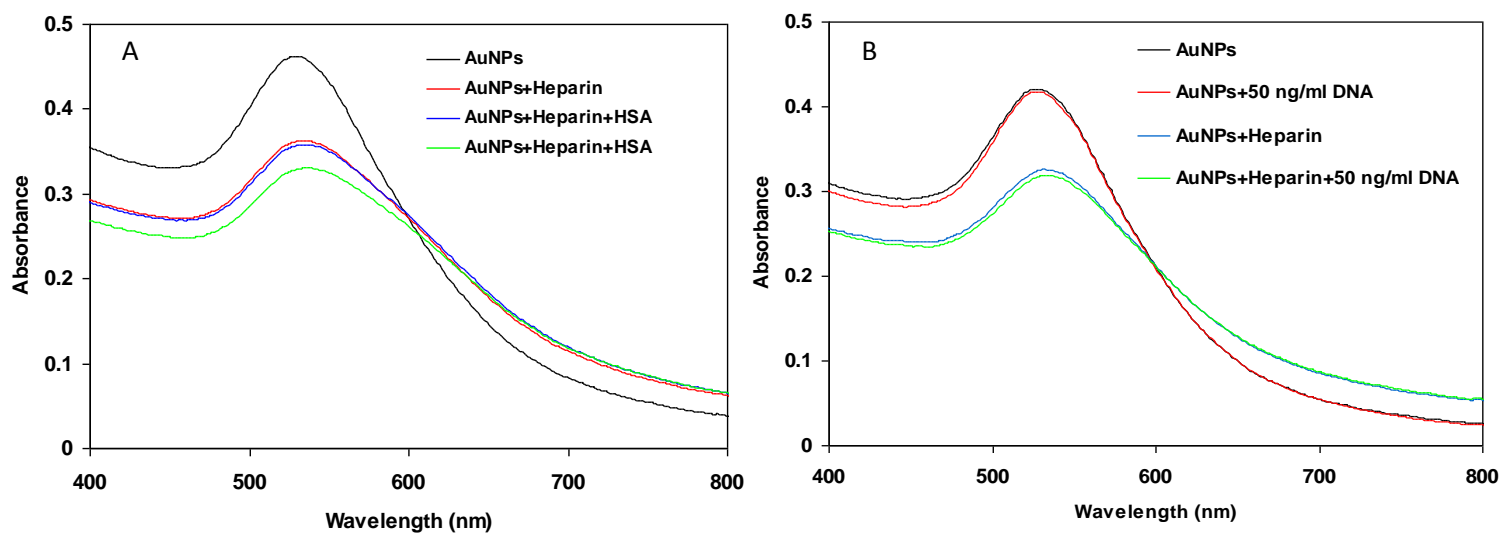 A
AuNPs
AuNPs+Heparin
AuNPs+Heparin+HSA
AuNPs+Heparin+HSA
0.5
0.4
0.3
0.2
0.1
0
400
500
600
700
800
Absorbance
Wavelength (nm)
B
AuNPs
AuNPs+50 ng/ml DNA
AuNPs+Heparin
AuNPs+Heparin+50 ng/ml DNA
0.5
0.4
0.3
0.2
0.1
0
400
500
600
700
800
Absorbance
Wavelength (nm)